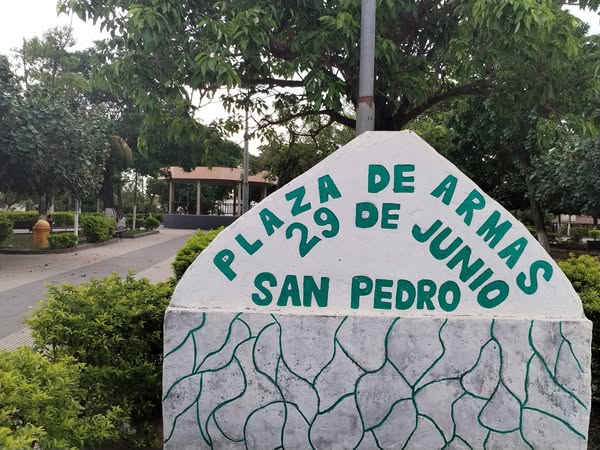 PLAZA DE ARMAS
29 DE JUNIO
SAN PEDRO